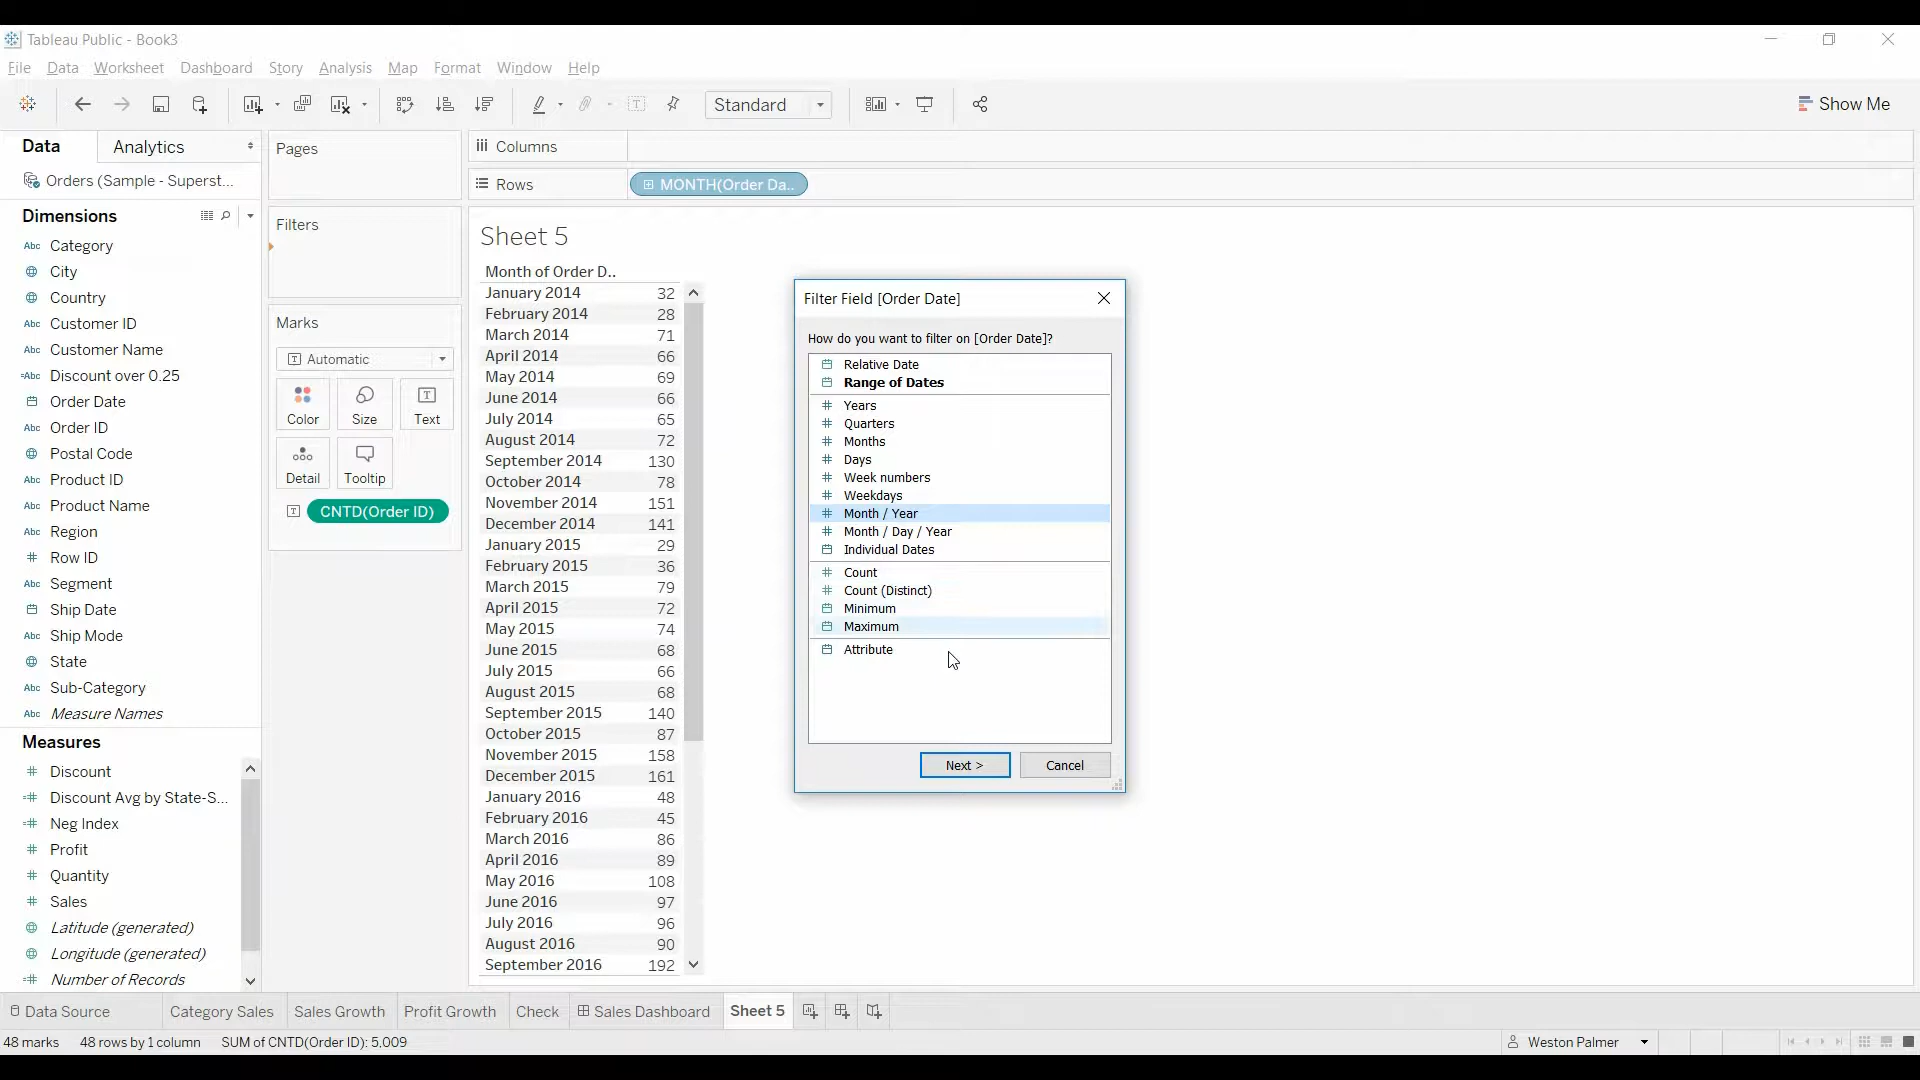 Tableau Public - Book3
File Data Worksheet Dashboard Story Analysis Map Format Window Help
Standard
Show Me
Data Analytics
Orders (Sample - Superst...
Dimensions
Abc Category
City
Country
Abc Customer ID
Abc Customer Name
=Abc Discount over 0.25
Order Date
Abc Order ID
Postal Code
Abc Product ID
Abc Product Name
Abc Region
# Row ID
Abc Segment
Ship Date
Abc Ship Mode
State
Abc Sub-Category
Abc Measure Names
Measures
# Discount
=# Discount Avg by State-S...
=# Neg Index
# Profit
# Quantity
# Sales
Latitude (generated)
Longitude (generated)
=# Number of Records
Pages
Filters
Marks
T Automatic
Color Size Text
Detail Tooltip
T CNTD(Order ID)
iii Columns
Rows MONTH(Order Da..
Sheet 5
Month of Order D..
January 2014 32
February 2014 28
March 2014 71
April 2014 66
May 2014 69
June 2014 66
July 2014 65
August 2014 72
September 2014 130
October 2014 78
November 2014 151
December 2014 141
January 2015 29
February 2015 36
March 2015 79
April 2015 72
May 2015 74
June 2015 68
July 2015 66
August 2015 68
September 2015 140
October 2015 87
November 2015 158
December 2015 161
January 2016 48
February 2016 45
March 2016 86
April 2016 89
May 2016 108
June 2016 97
July 2016 96
August 2016 90
September 2016 192
Filter Field [Order Date]
How do you want to filter on [Order Date]?
Relative Date
Range of Dates
# Years
# Quarters
# Months
# Days
# Week numbers
# Weekdays
# Month / Year
# Month / Day / Year
Individual Dates
# Count
# Count (Distinct)
Minimum
Maximum
Attribute
Next > Cancel
Data Source Category Sales Sales Growth Profit Growth Check Sales Dashboard Sheet 5
48 marks 48 rows by 1 column SUM of CNTD(Order ID): 5,009 Weston Palmer